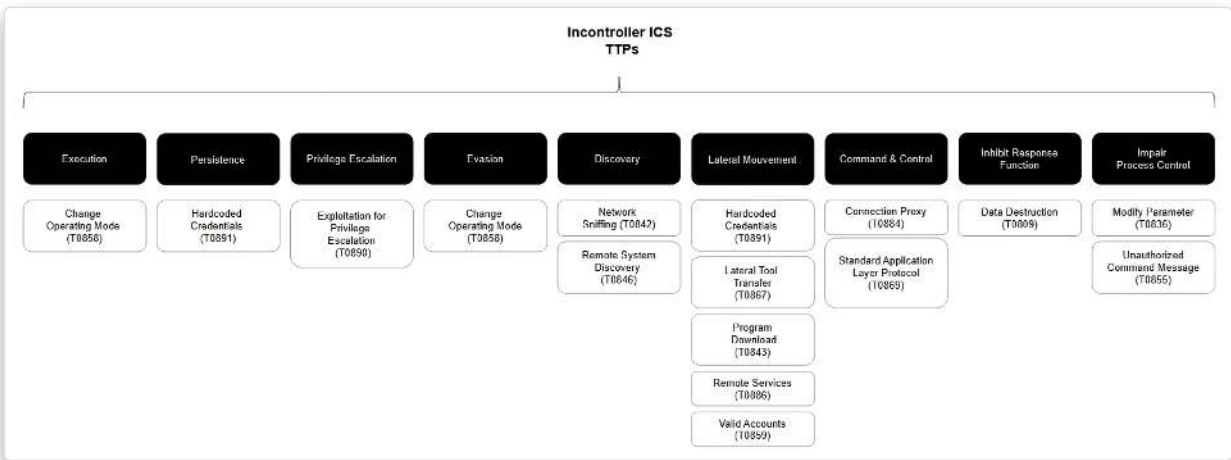 Incontroller ICS
TTPs
Execution
Change
Operating Mode
(T0858)
Persistence
Hardcoded
Credentials
(T0891)
Privilege Escalation
Exploitation for
Privilege
Escalation
(T0890)
Evasion
Change
Operating Mode
(T0858)
Discovery
Network
Sniffing (T0842)
Remote System
Discovery
(T0846)
Lateral Mouvement
Hardcoded
Credentials
(T0891)
Lateral Tool
Transfer
(T0867)
Program
Download
(T0843)
Remote Services
(T0886)
Valid Accounts
(T0859)
Command & Control
Connection Proxy
(T0884)
Standard Application
Layer Protocol
(T0869)
Inhibit Response
Function
Data Destruction
(T0809)
Impair
Process Control
Modify Parameter
(T0836)
Unauthorized
Command Message
(T0855)